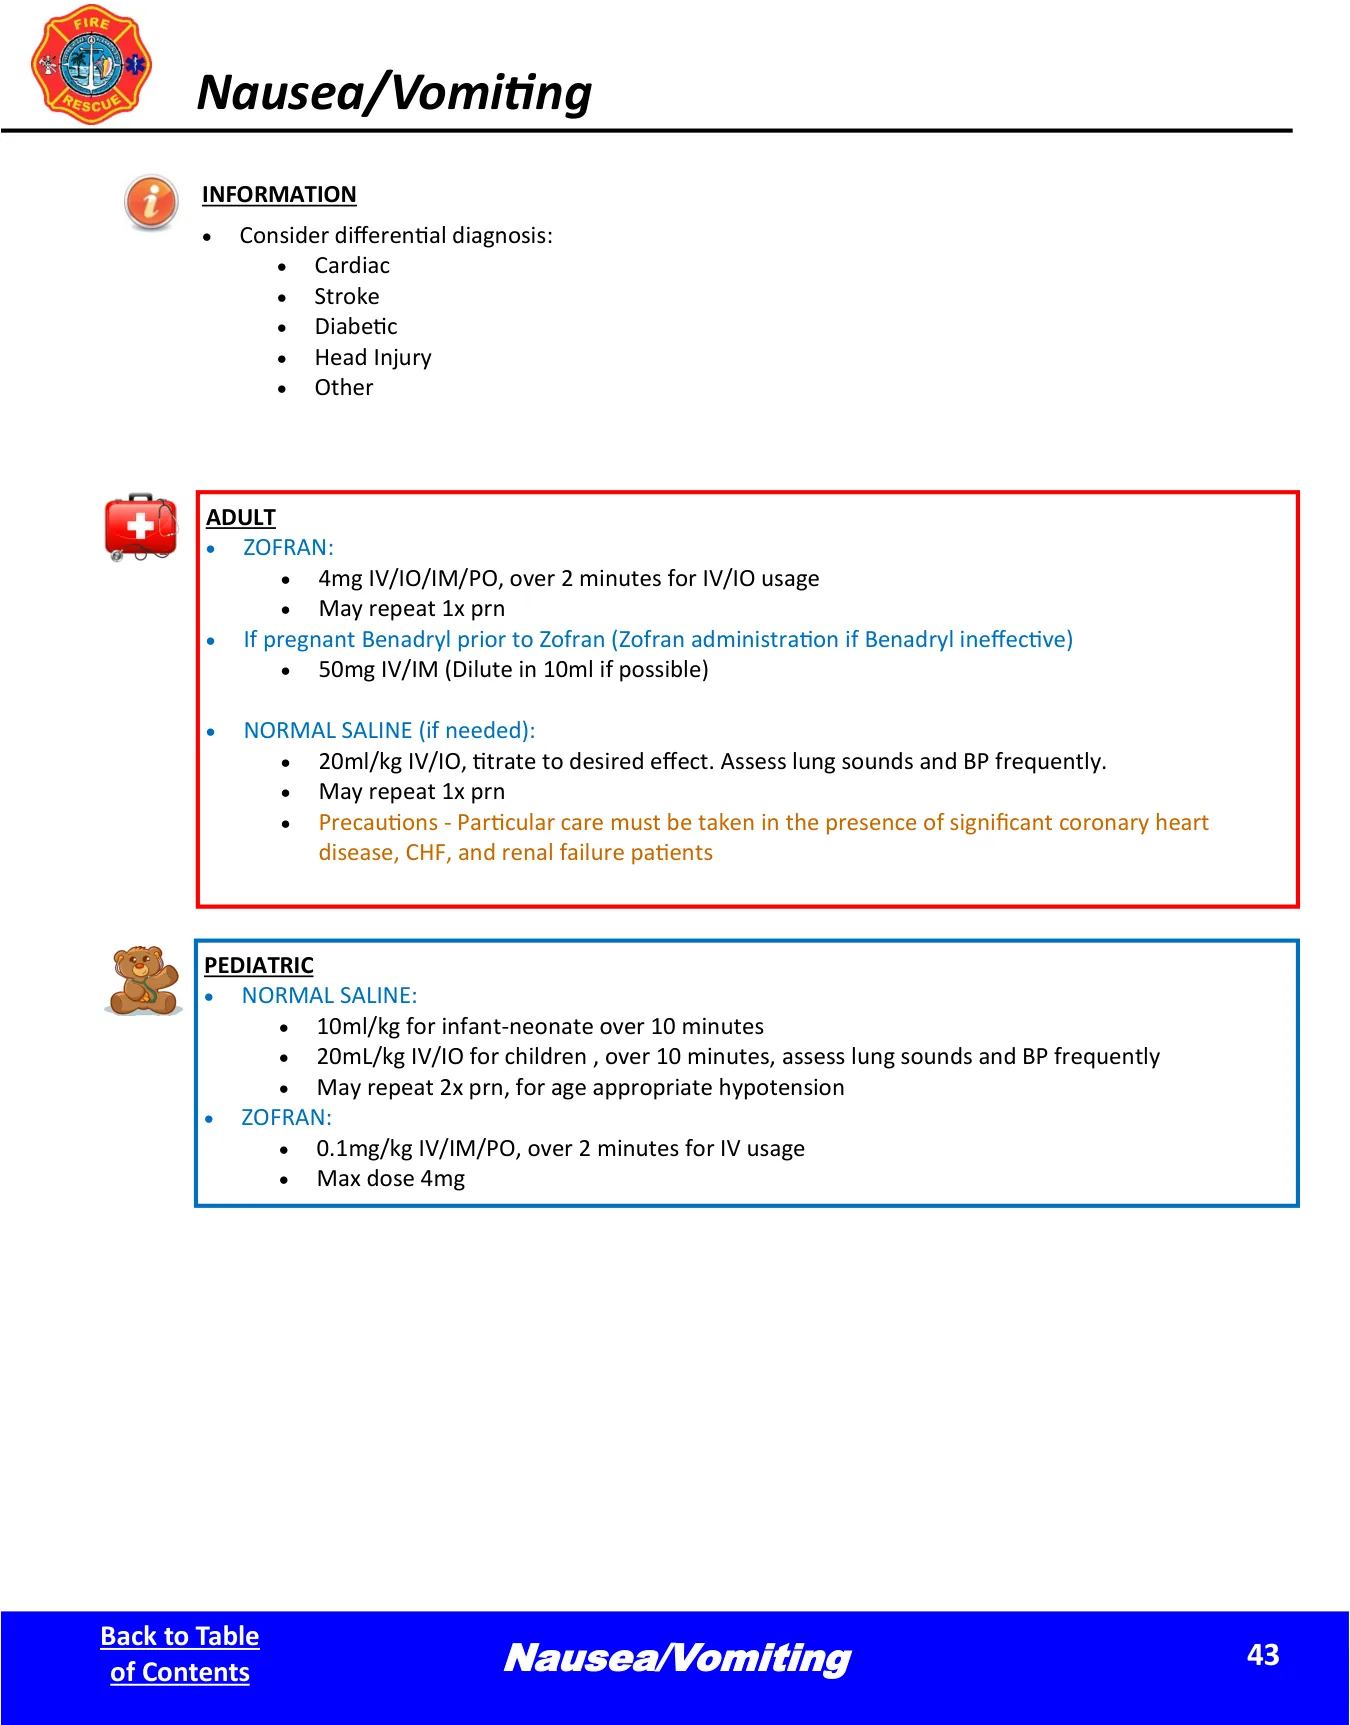 FIRE
RESCUE
Nausea/Vomiting
INFORMATION
• Consider differential diagnosis:
• Cardiac
• Stroke
• Diabetic
• Head Injury
• Other
ADULT
• ZOFRAN:
• 4mg IV/IO/IM/PO, over 2 minutes for IV/IO usage
• May repeat 1x prn
• If pregnant Benadryl prior to Zofran (Zofran administration if Benadryl ineffective)
• 50mg IV/IM (Dilute in 10ml if possible)
• NORMAL SALINE (if needed):
• 20ml/kg IV/IO, titrate to desired effect. Assess lung sounds and BP frequently.
• May repeat 1x prn
• Precautions - Particular care must be taken in the presence of significant coronary heart
disease, CHF, and renal failure patients
PEDIATRIC
• NORMAL SALINE:
• 10ml/kg for infant-neonate over 10 minutes
• 20mL/kg IV/IO for children , over 10 minutes, assess lung sounds and BP frequently
• May repeat 2x prn, for age appropriate hypotension
• ZOFRAN:
• 0.1mg/kg IV/IM/PO, over 2 minutes for IV usage
• Max dose 4mg
Back to Table
of Contents
Nausea/Vomiting
43